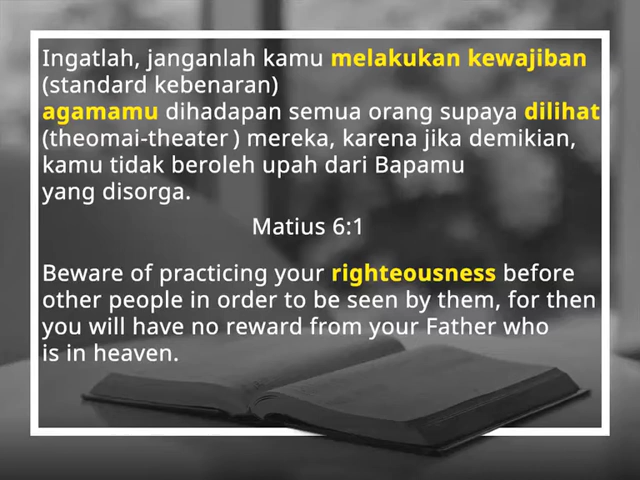 Ingatlah, janganlah kamu melakukan kewajiban
(standard kebenaran)
agamamu dihadapan semua orang supaya dilihat
(theomai-theater ) mereka, karena jika demikian,
kamu tidak beroleh upah dari Bapamu
yang disorga.
Matius 6:1
Beware of practicing your righteousness before
other people in order to be seen by them, for then
you will have no reward from your Father who
is in heaven.